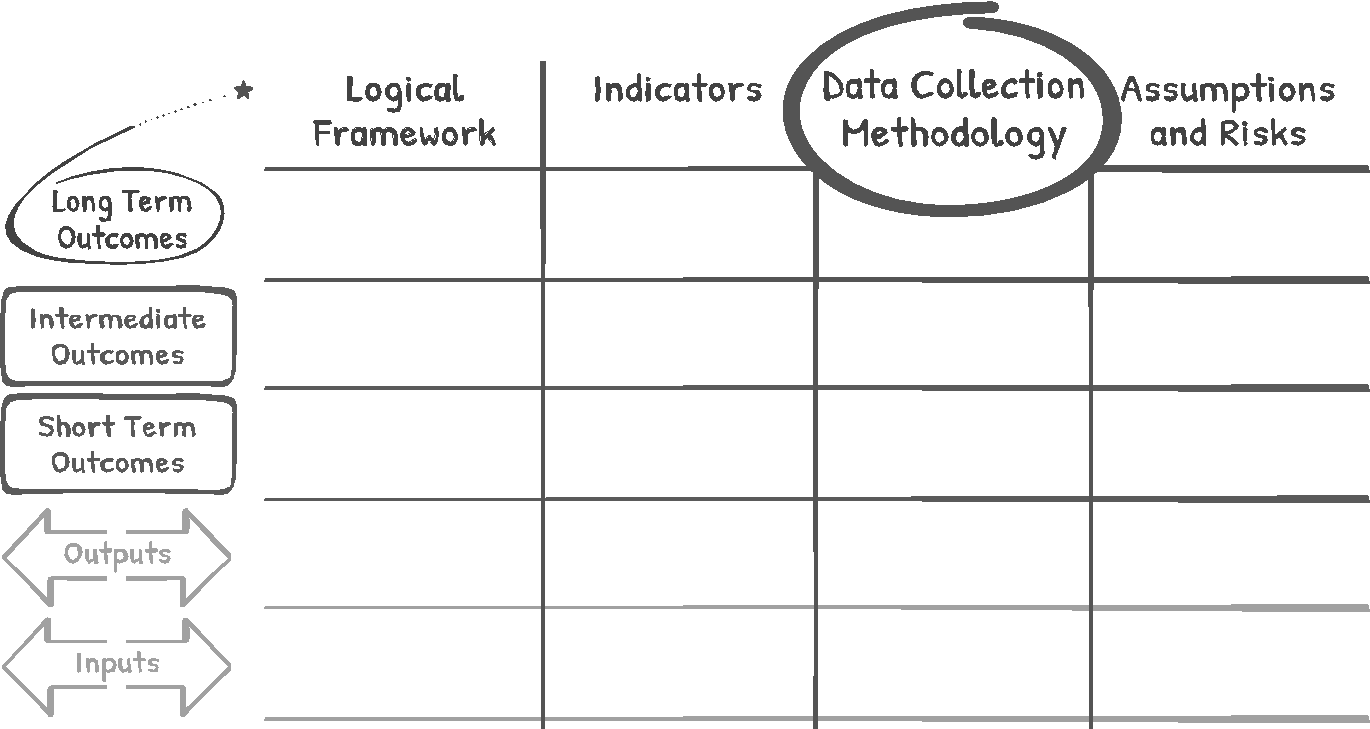 Logical
Framework
Indicators
Data Collection
Methodology
Assumptions
and Risks
Long Term
Outcomes
Intermediate
Outcomes
Short Term
Outcomes
Outputs
Inputs